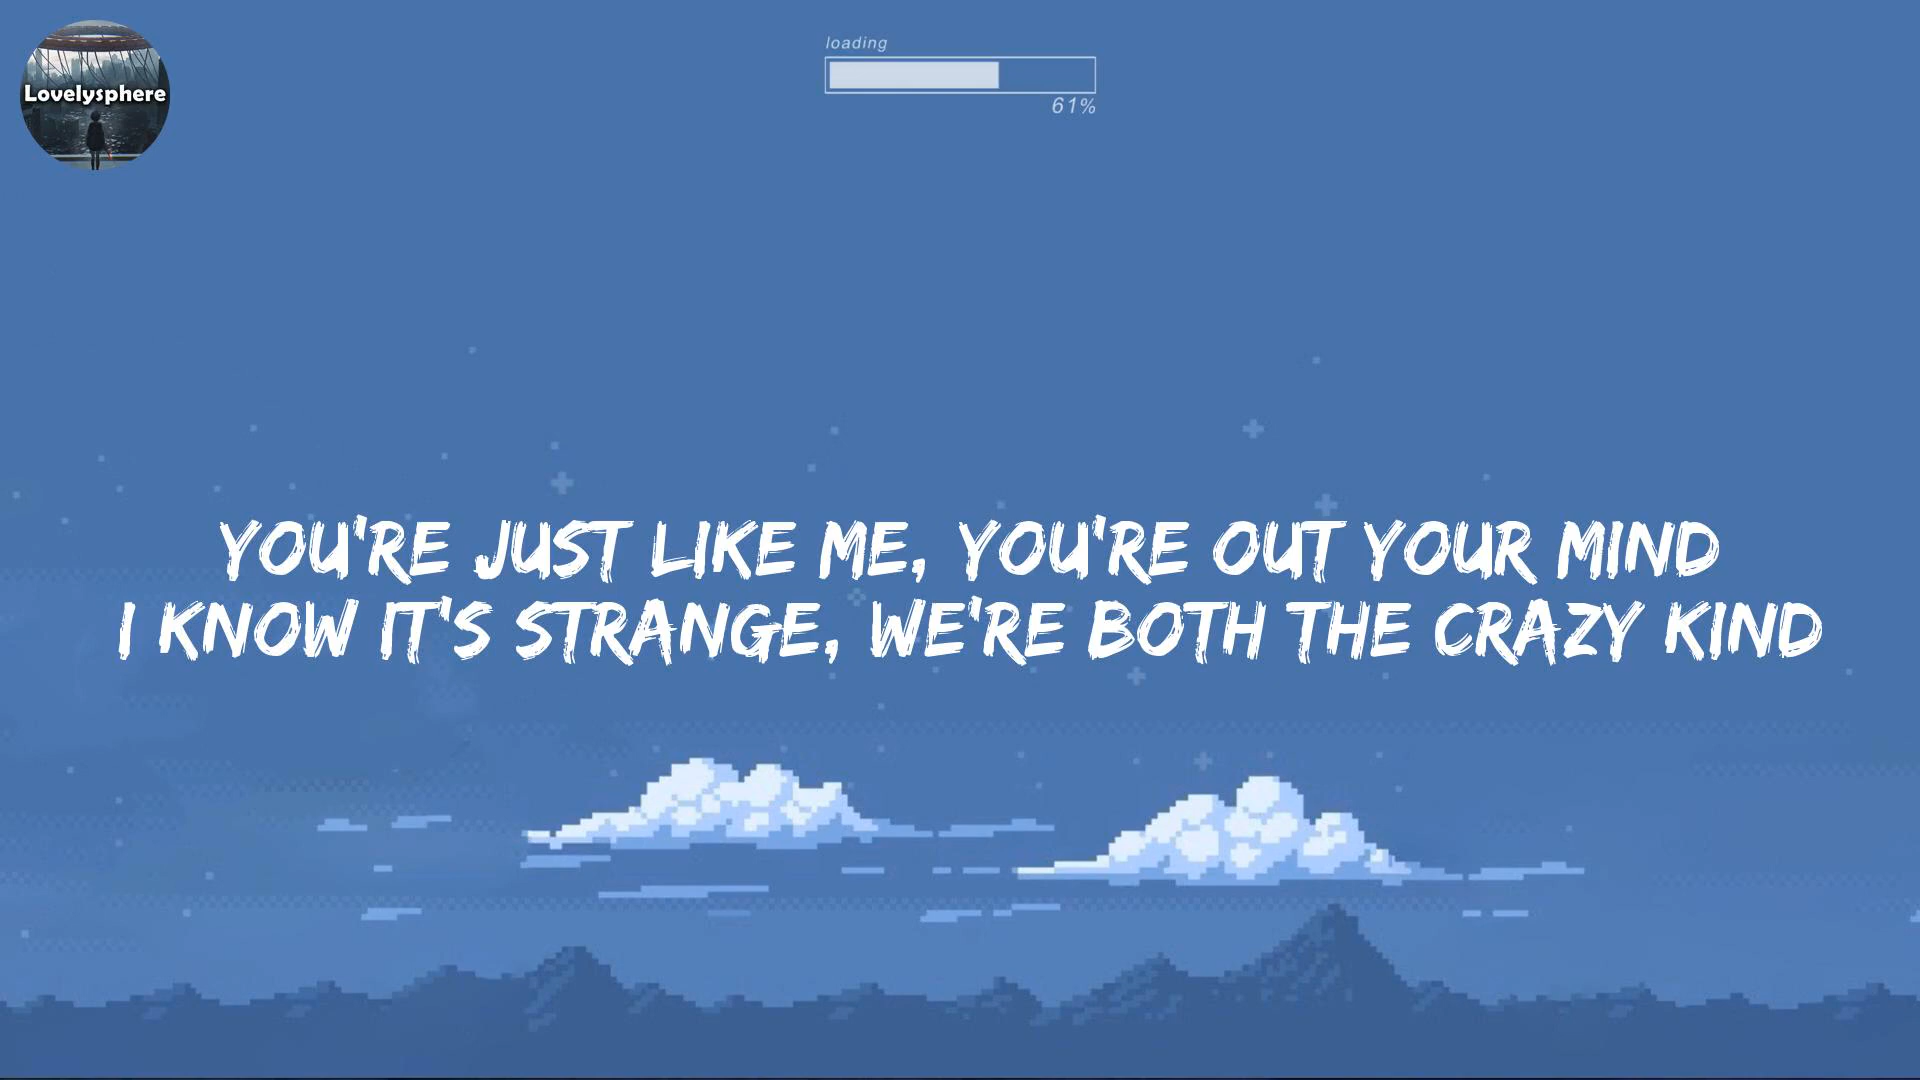 Lovelysphere
loading
61%
YOU'RE JUST LIKE ME, YOU'RE OUT YOUR MIND
I KNOW IT'S STRANGE, WE'RE BOTH THE CRAZY KIND